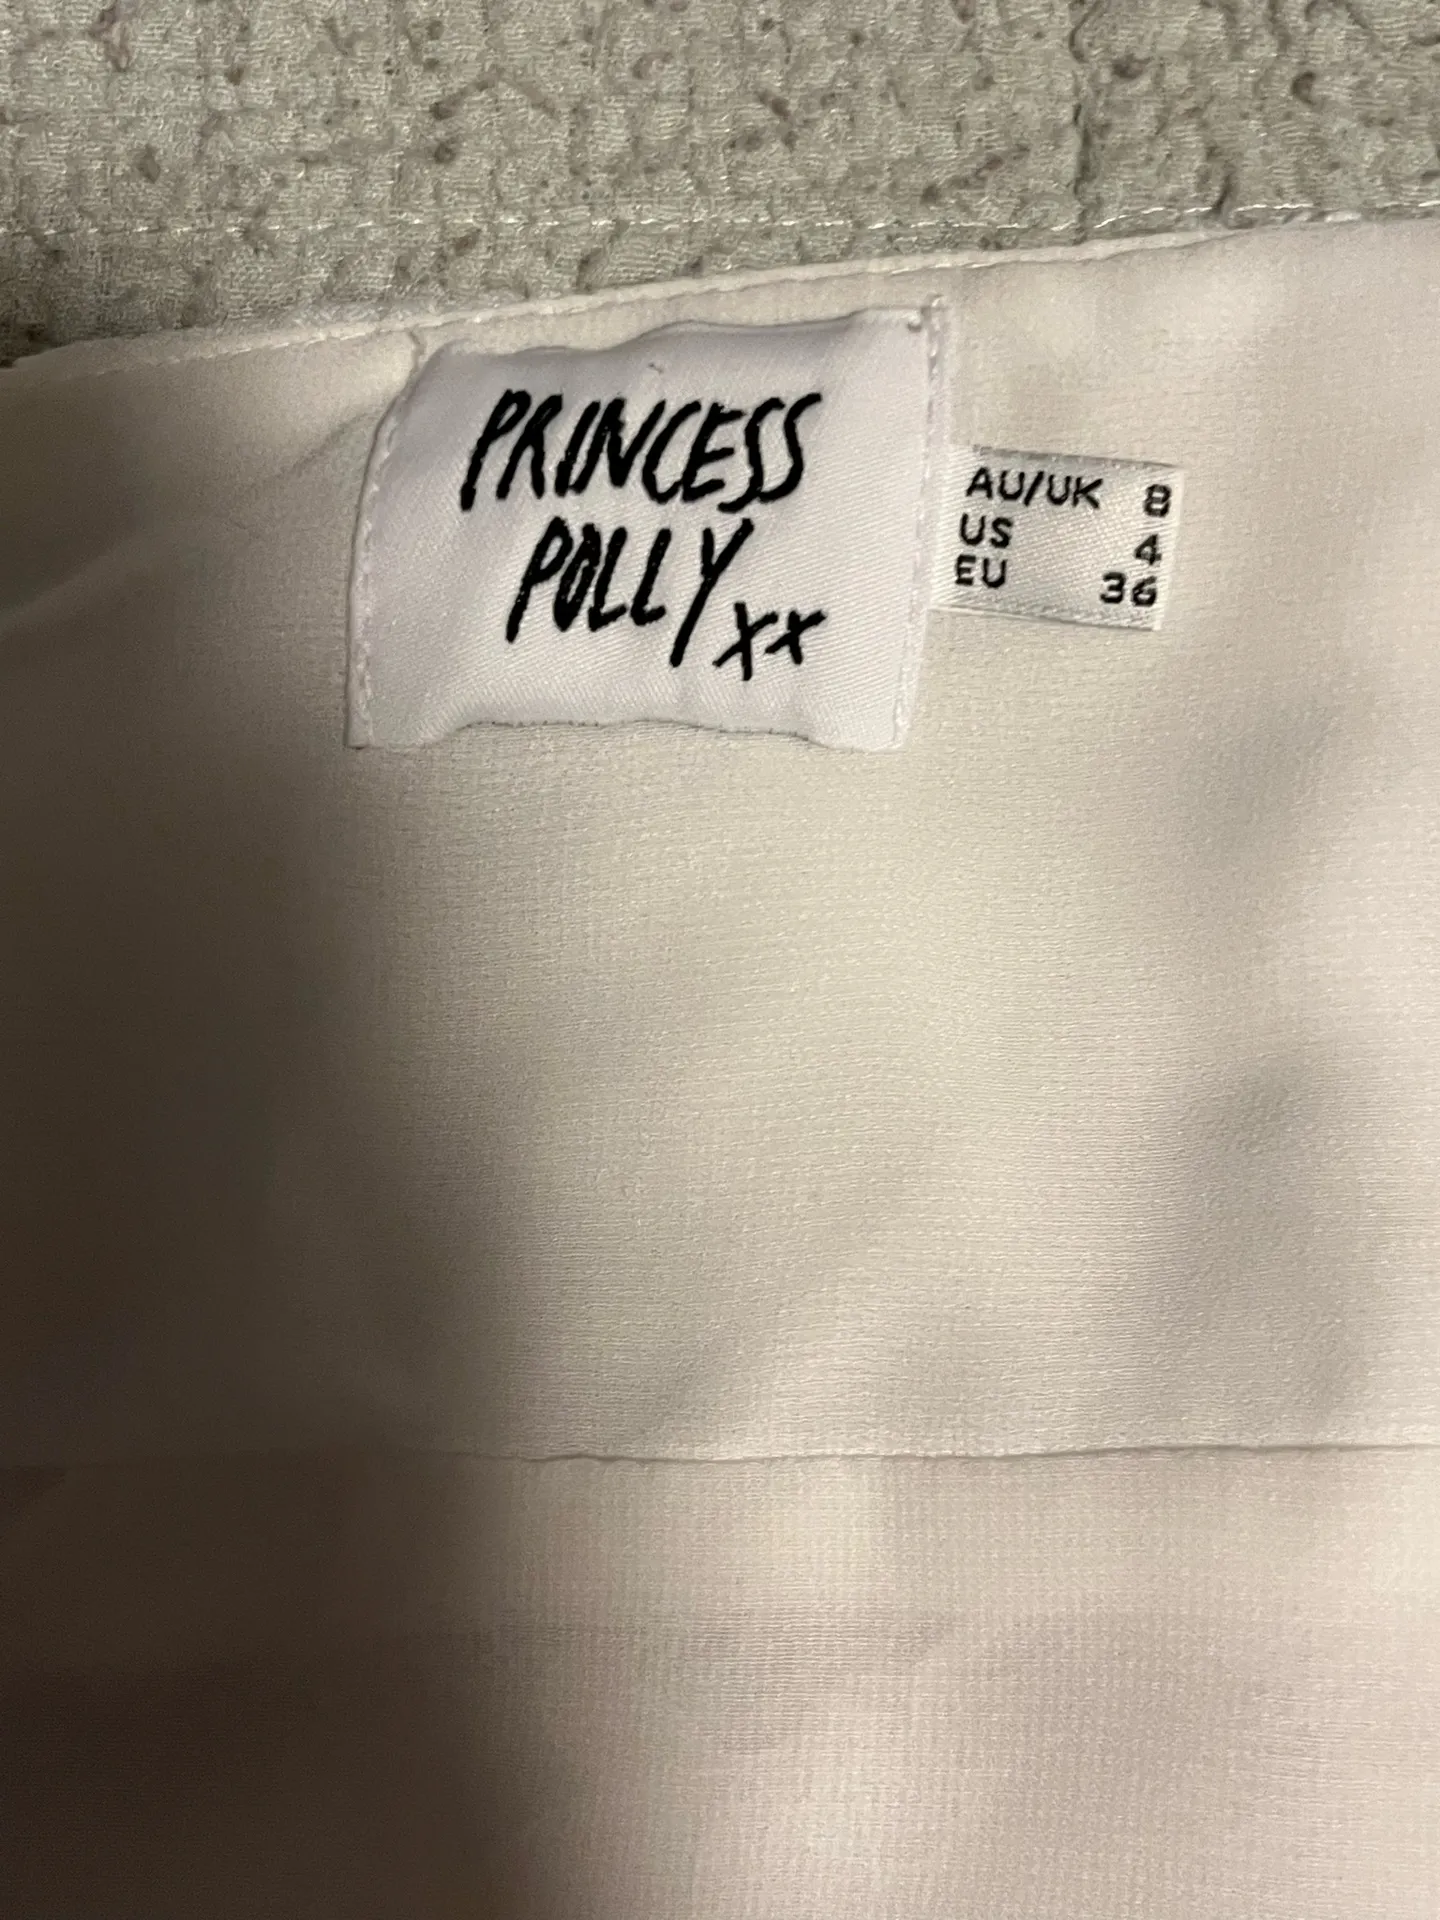 PRINCESS
POLLY xx
AU/UK 8
US 4
EU 36